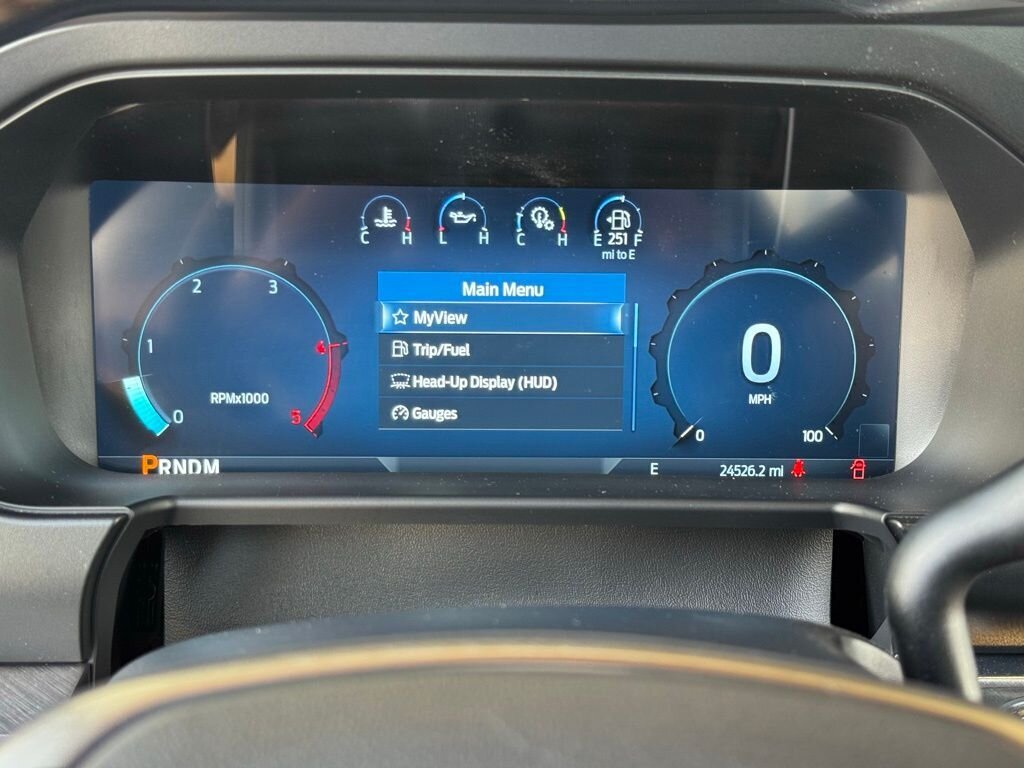 C H
L H
C H
E 251 F
mi to E
2 3
1
4
0
5
RPMx1000
Main Menu
MyView
Trip/Fuel
Head-Up Display (HUD)
Gauges
0
MPH
0 100
PRNDM
E
24526.2 mi